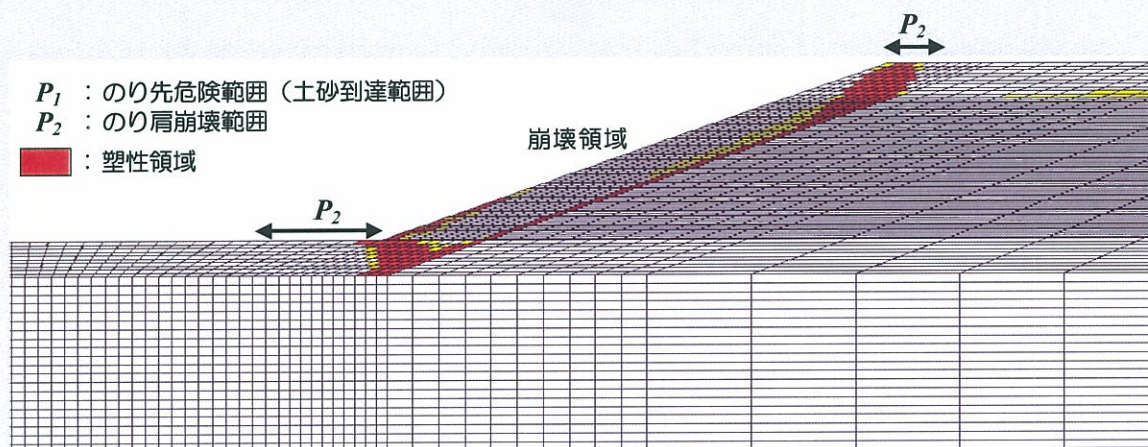 P₂
P₁ : のり先危険範囲（土砂到達範囲）
P₂ : のり肩崩壊範囲
: 塑性領域
崩壊領域
P₂